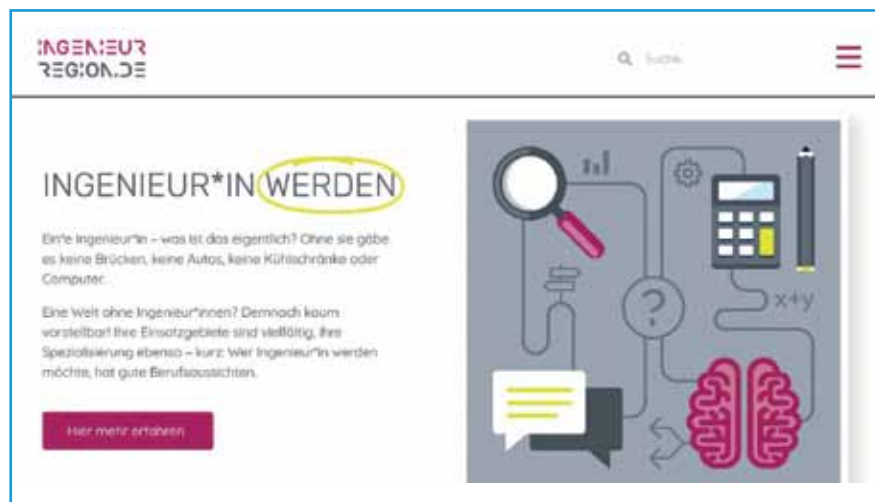 INGENIEUR
REGION.DE
Suche
INGENIEUR*IN WERDEN
Ein*e Ingenieur*in – was ist das eigentlich? Ohne sie gäbe
es keine Brücken, keine Autos, keine Kühlschränke oder
Computer.
Eine Welt ohne Ingenieur*innen? Demnach kaum
vorstellbar! Ihre Einsatzgebiete sind vielfältig, ihre
Spezialisierung ebenso – kurz: Wer Ingenieur*in werden
möchte, hat gute Berufsaussichten.
Hier mehr erfahren
?
x+y